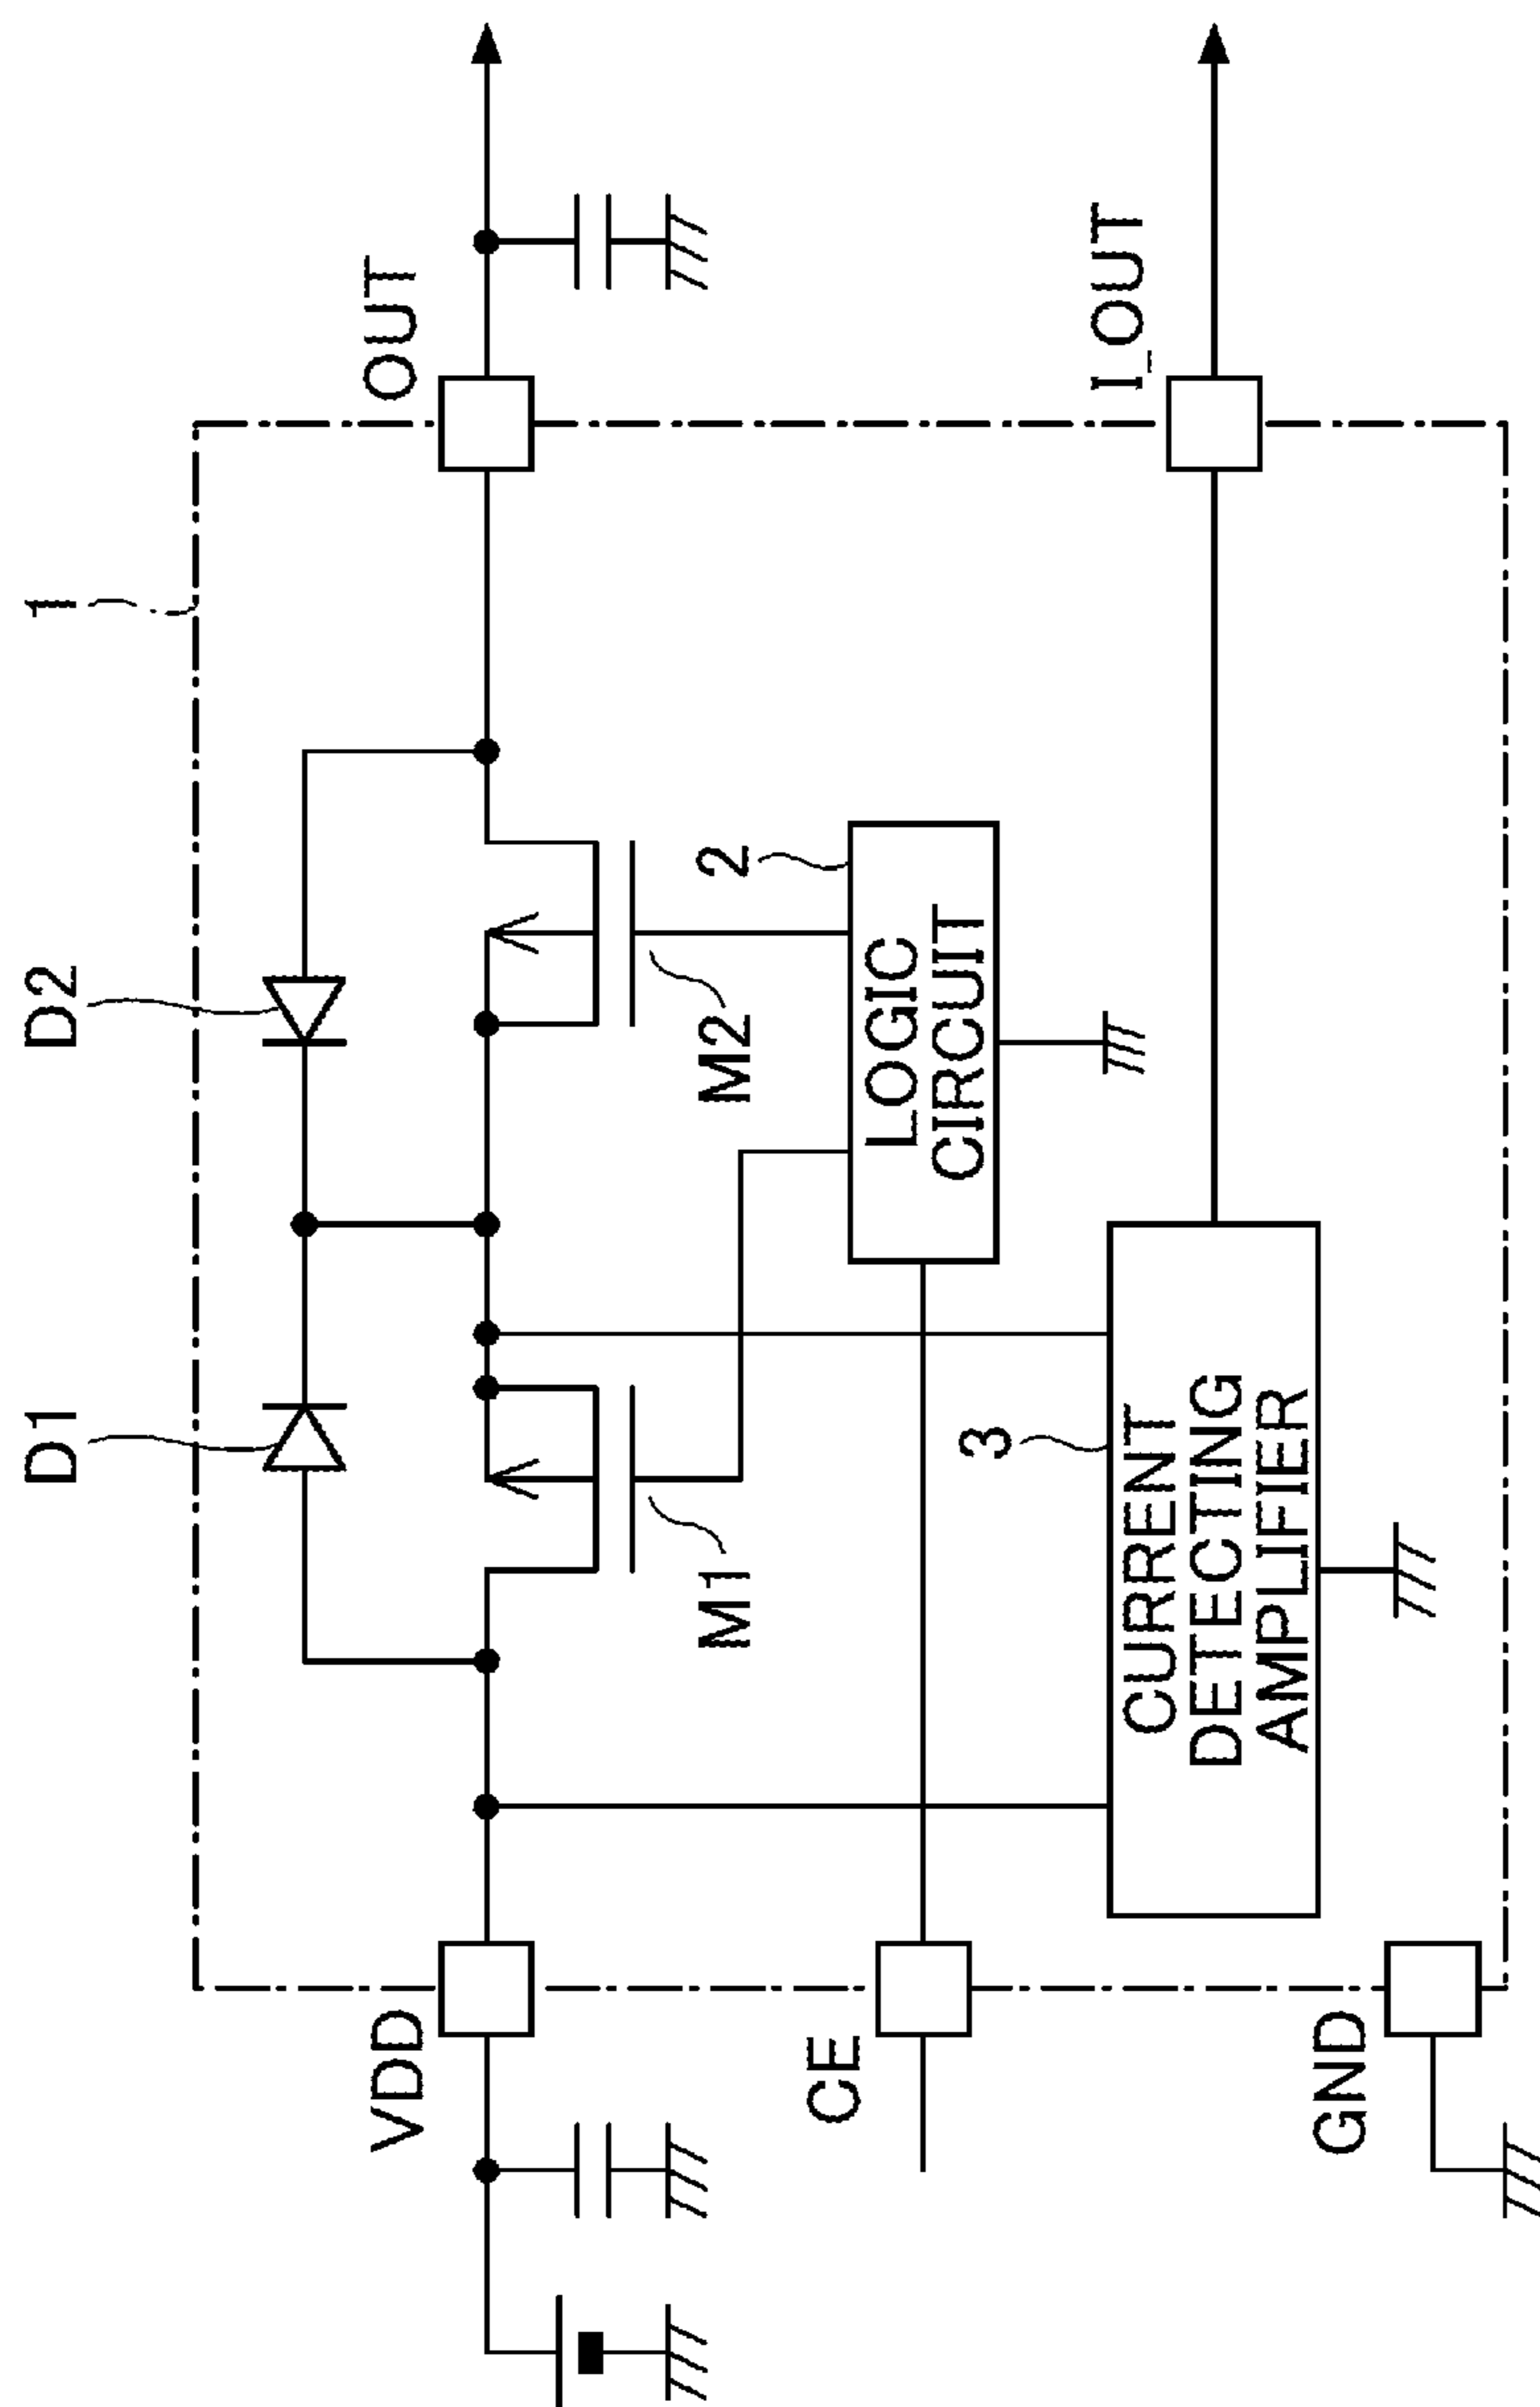 1
D1
D2
VDD
OUT
M1
M2
2
LOGIC
CIRCUIT
CE
3
CURRENT
DETECTING
AMPLIFIER
I_OUT
GND